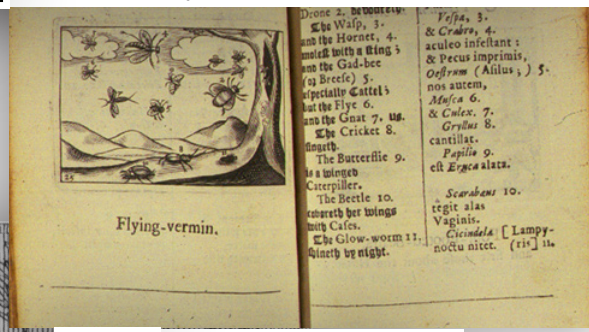 Flying-vermin.
Drone 2.
The Waſp, 3.
and the Hornet, 4.
moleſt with a ſting ;
and the Gad-bee
(or Breeſe) 5.
eſpecially Cattel ;
but the Flye 6.
and the Gnat 7, us.
The Cricket 8.
ſingeth.
The Butterflie 9.
is a winged
Caterpiller.
The Beetle 10.
covereth her wings
with Caſes.
The Glow-worm 11.
ſhineth by night.
Veſpa, 3.
& Crabro, 4.
aculeo infeſtant :
& Pecus imprimis,
Oeſtrum (Aſilus ; ) 5.
nos autem,
Muſca 6.
& Culex. 7.
Gryllus 8.
cantillat.
Papilio 9.
eſt Eruca alata.
Scarabæus 10.
tegit alas
Vaginis.
Cicindela [ Lampy-
noctu nitet. (ris] 11.